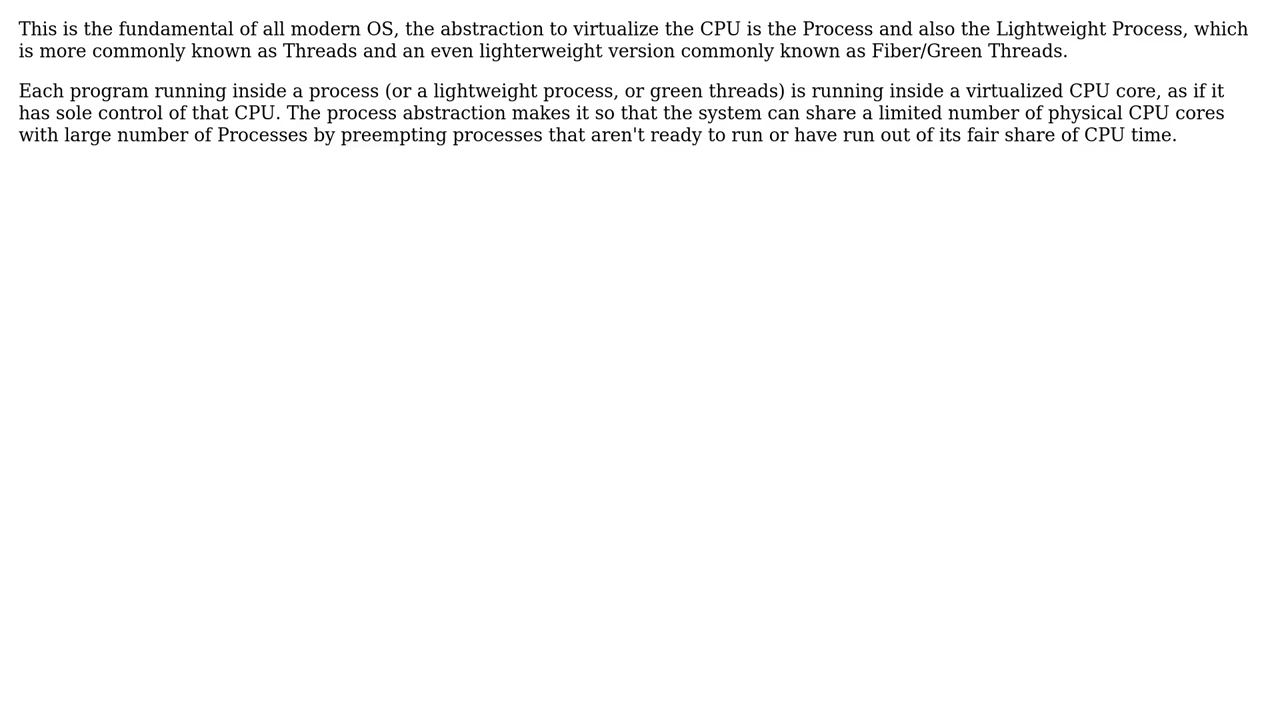 This is the fundamental of all modern OS, the abstraction to virtualize the CPU is the Process and also the Lightweight Process, which
is more commonly known as Threads and an even lighterweight version commonly known as Fiber/Green Threads.
Each program running inside a process (or a lightweight process, or green threads) is running inside a virtualized CPU core, as if it
has sole control of that CPU. The process abstraction makes it so that the system can share a limited number of physical CPU cores
with large number of Processes by preempting processes that aren't ready to run or have run out of its fair share of CPU time.